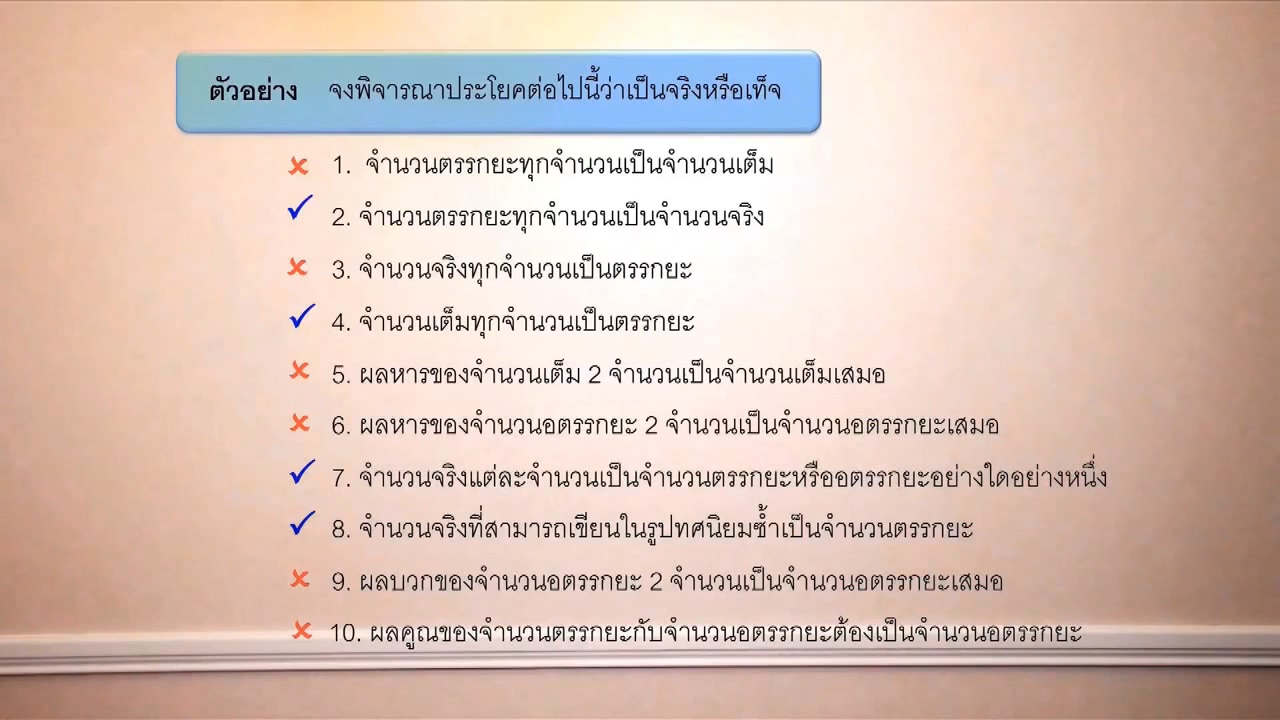 ตัวอย่าง จงพิจารณาประโยคต่อไปนี้ว่าเป็นจริงหรือเท็จ
✘ 1. จำนวนตรรกยะทุกจำนวนเป็นจำนวนเต็ม
✓ 2. จำนวนตรรกยะทุกจำนวนเป็นจำนวนจริง
✘ 3. จำนวนจริงทุกจำนวนเป็นตรรกยะ
✓ 4. จำนวนเต็มทุกจำนวนเป็นตรรกยะ
✘ 5. ผลหารของจำนวนเต็ม 2 จำนวนเป็นจำนวนเต็มเสมอ
✘ 6. ผลหารของจำนวนอตรรกยะ 2 จำนวนเป็นจำนวนอตรรกยะเสมอ
✓ 7. จำนวนจริงแต่ละจำนวนเป็นจำนวนตรรกยะหรืออตรรกยะอย่างใดอย่างหนึ่ง
✓ 8. จำนวนจริงที่สามารถเขียนในรูปทศนิยมซ้ำเป็นจำนวนตรรกยะ
✘ 9. ผลบวกของจำนวนอตรรกยะ 2 จำนวนเป็นจำนวนอตรรกยะเสมอ
✘ 10. ผลคูณของจำนวนตรรกยะกับจำนวนอตรรกยะต้องเป็นจำนวนอตรรกยะ